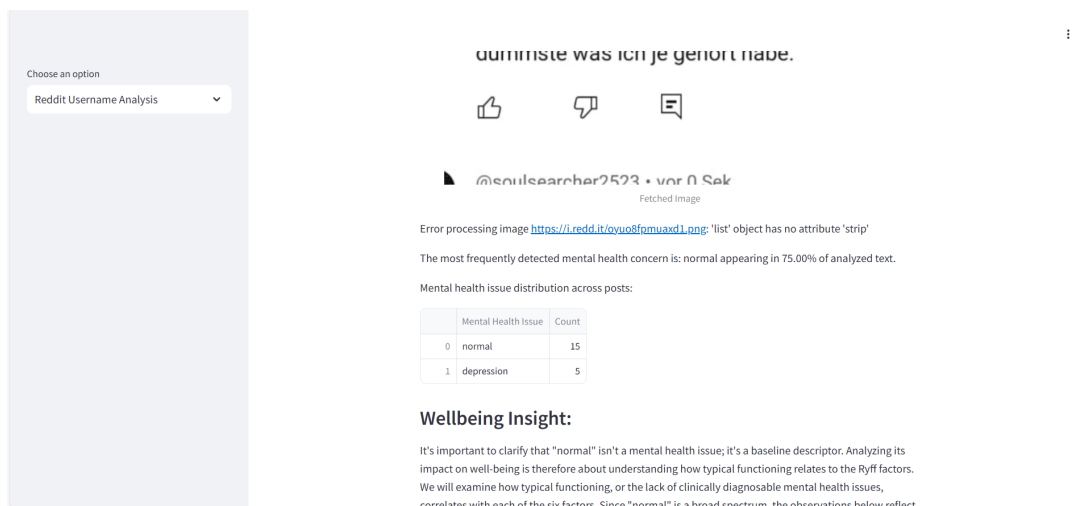 Choose an option
Reddit Username Analysis
dümmste was ich je gehört habe.
@soulsearcher2523 • vor 0 Sek
Fetched Image
Error processing image https://i.redd.it/oyuo8fpmuaxd1.png: 'list' object has no attribute 'strip'
The most frequently detected mental health concern is: normal appearing in 75.00% of analyzed text.
Mental health issue distribution across posts:
Mental Health Issue Count
0 normal 15
1 depression 5
Wellbeing Insight:
It's important to clarify that "normal" isn't a mental health issue; it's a baseline descriptor. Analyzing its
impact on well-being is therefore about understanding how typical functioning relates to the Ryff factors.
We will examine how typical functioning, or the lack of clinically diagnosable mental health issues,
correlates with each of the six factors. Since "normal" is a broad spectrum, the observations below reflect